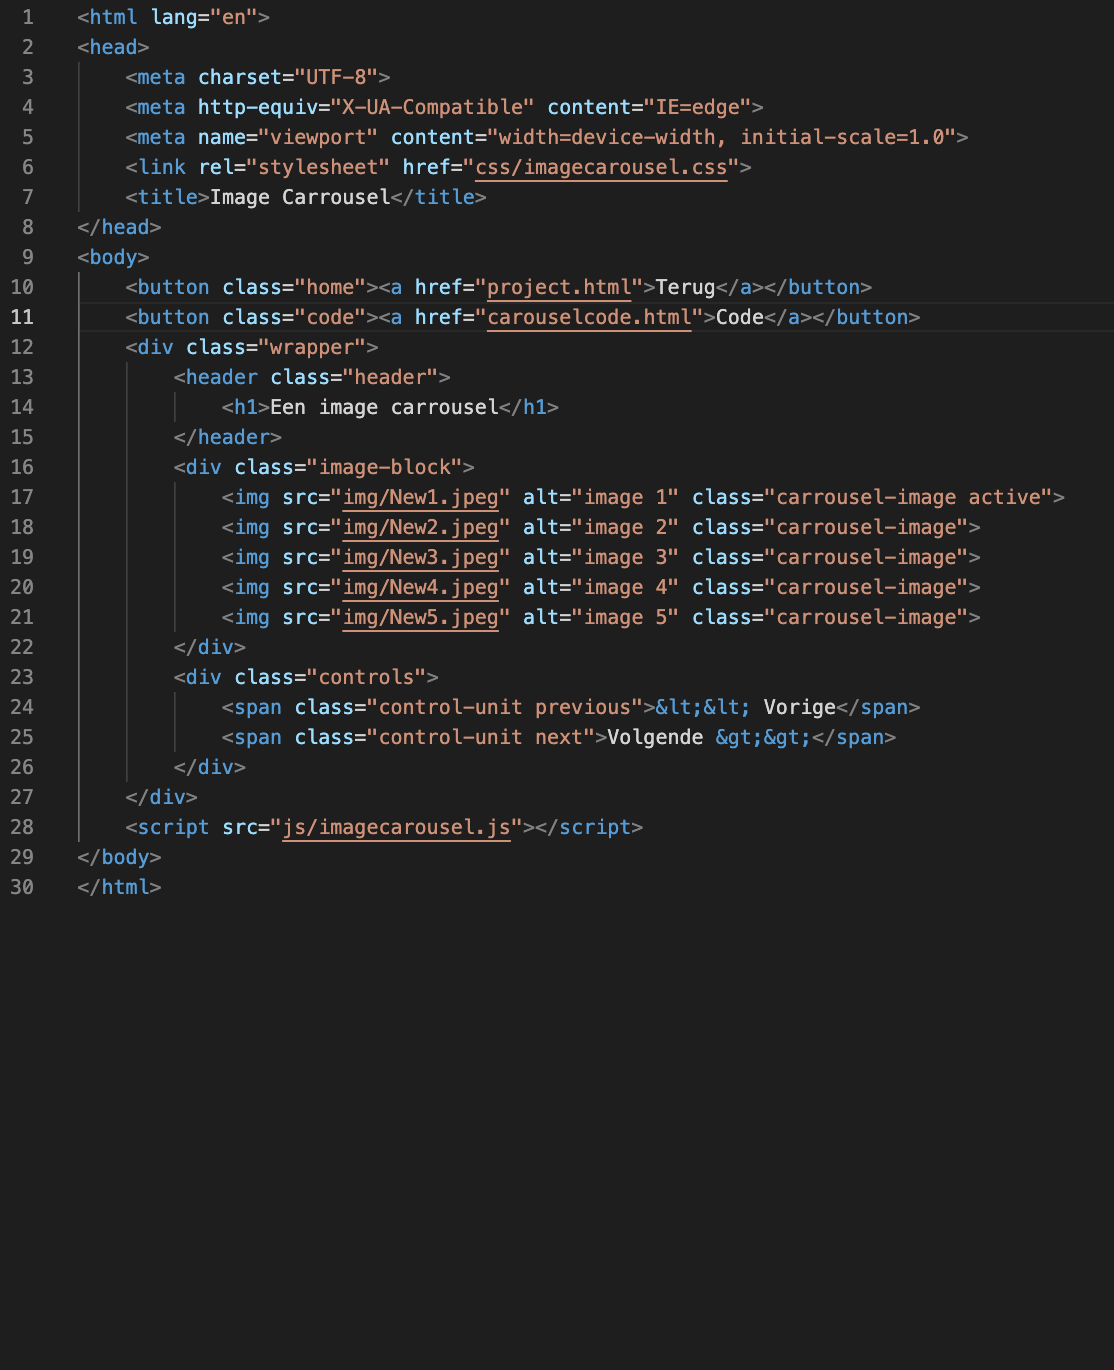 1 <html lang="en">
2 <head>
3 <meta charset="UTF-8">
4 <meta http-equiv="X-UA-Compatible" content="IE=edge">
5 <meta name="viewport" content="width=device-width, initial-scale=1.0">
6 <link rel="stylesheet" href="css/imagecarousel.css">
7 <title>Image Carrousel</title>
8 </head>
9 <body>
10 <button class="home"><a href="project.html">Terug</a></button>
11 <button class="code"><a href="carouselcode.html">Code</a></button>
12 <div class="wrapper">
13 <header class="header">
14 <h1>Een image carrousel</h1>
15 </header>
16 <div class="image-block">
17 <img src="img/New1.jpeg" alt="image 1" class="carrousel-image active">
18 <img src="img/New2.jpeg" alt="image 2" class="carrousel-image">
19 <img src="img/New3.jpeg" alt="image 3" class="carrousel-image">
20 <img src="img/New4.jpeg" alt="image 4" class="carrousel-image">
21 <img src="img/New5.jpeg" alt="image 5" class="carrousel-image">
22 </div>
23 <div class="controls">
24 <span class="control-unit previous">&lt;&lt; Vorige</span>
25 <span class="control-unit next">Volgende &gt;&gt;</span>
26 </div>
27 </div>
28 <script src="js/imagecarousel.js"></script>
29 </body>
30 </html>